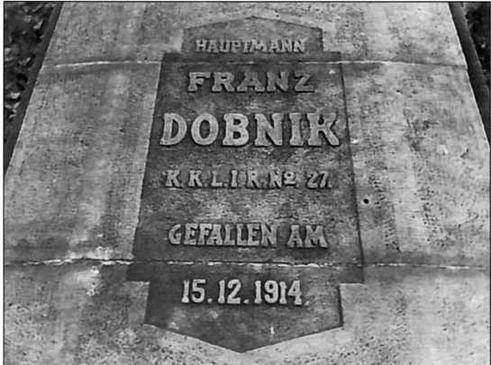 HAUPTMANN
FRANZ
DOBNIK
K.K.L.I.R. No 27.
GEFALLEN AM
15.12.1914.